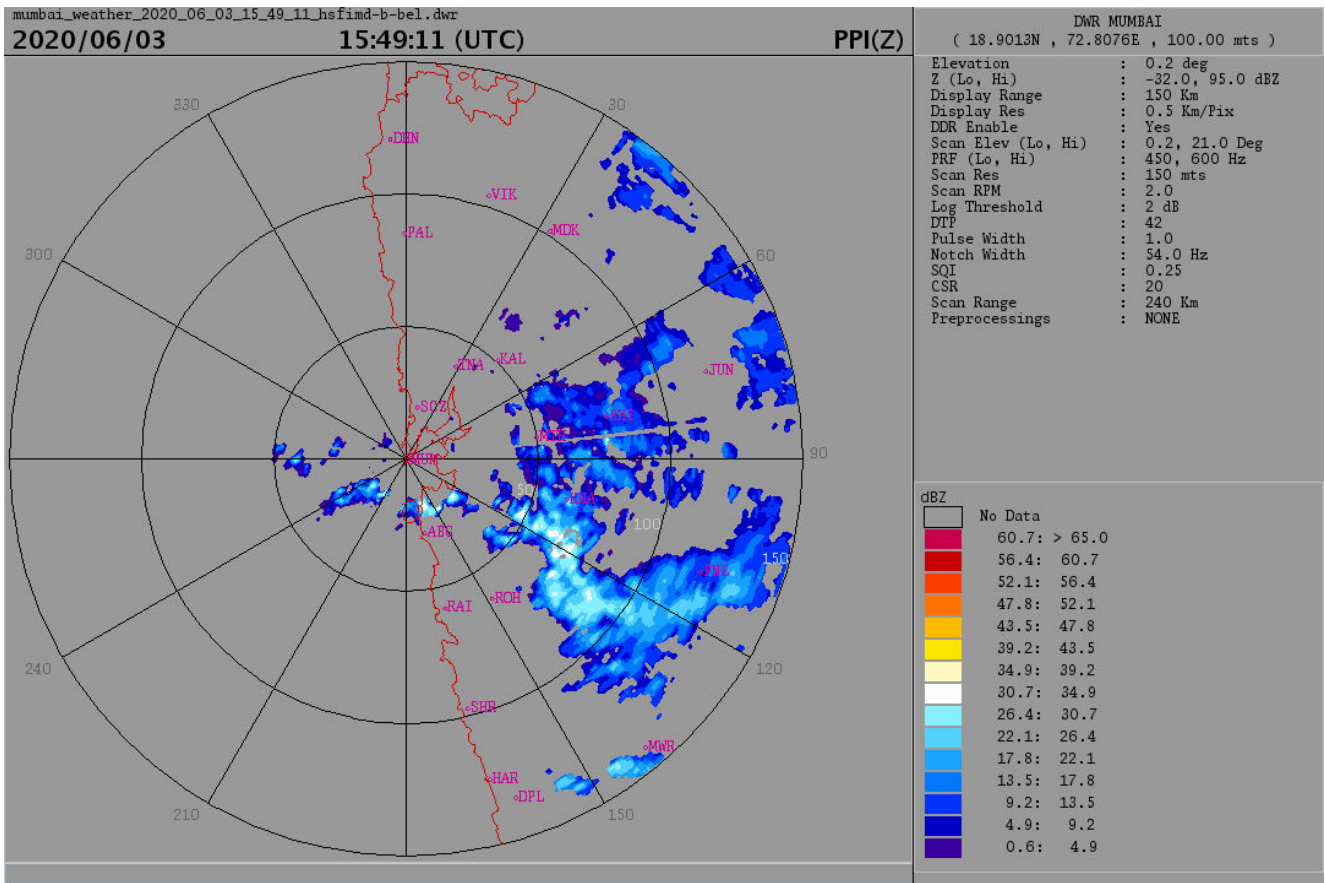 mumbai_weather_2020_06_03_15_49_11_hsfimd-b-bel.dwr
2020/06/03 15:49:11 (UTC) PPI(Z)
DWR MUMBAI
( 18.9013N , 72.8076E , 100.00 mts )
Elevation : 0.2 deg
Z (Lo, Hi) : -32.0, 95.0 dBZ
Display Range : 150 Km
Display Res : 0.5 Km/Pix
DDR Enable : Yes
Scan Elev (Lo, Hi) : 0.2, 21.0 Deg
PRF (Lo, Hi) : 450, 600 Hz
Scan Res : 150 mts
Scan RPM : 2.0
Log Threshold : 2 dB
DTP : 42
Pulse Width : 1.0
Notch Width : 54.0 Hz
SQI : 0.25
CSR : 20
Scan Range : 240 Km
Preprocessings : NONE
330
30
DHN
VIK
PAL
MDK
300
60
TNA
KAL
JUN
SCZ
MUM
90
50
100
ABG
150
PNE
ROH
RAI
240
120
SHR
MWR
HAR
DPL
210
150
dBZ
No Data
60.7: > 65.0
56.4: 60.7
52.1: 56.4
47.8: 52.1
43.5: 47.8
39.2: 43.5
34.9: 39.2
30.7: 34.9
26.4: 30.7
22.1: 26.4
17.8: 22.1
13.5: 17.8
9.2: 13.5
4.9: 9.2
0.6: 4.9